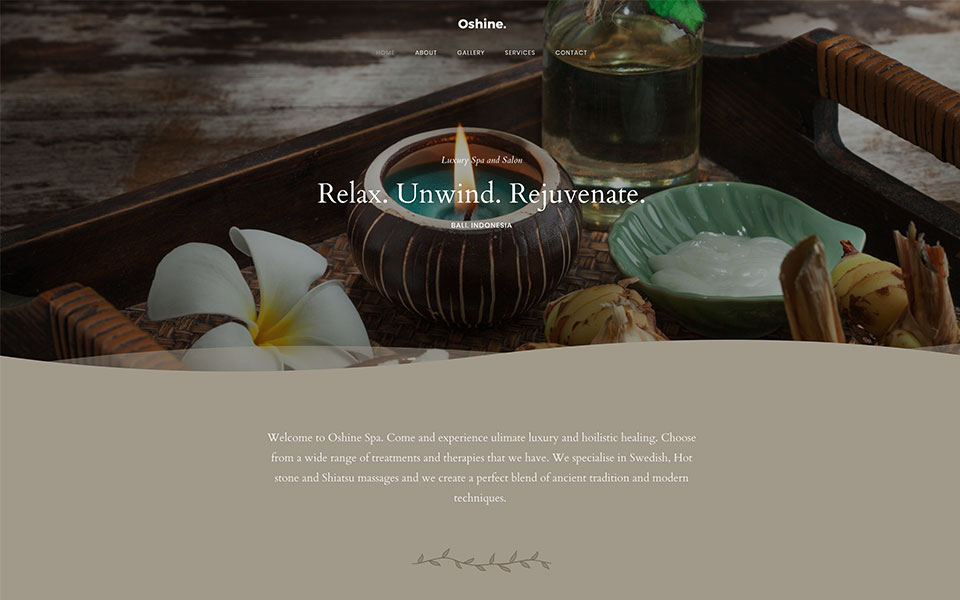 Oshine.
HOME ABOUT GALLERY SERVICES CONTACT
Luxury Spa and Salon
Relax. Unwind. Rejuvenate.
BALI, INDONESIA
Welcome to Oshine Spa. Come and experience ulimate luxury and hoilistic healing. Choose
from a wide range of treatments and therapies that we have. We specialise in Swedish, Hot
stone and Shiatsu massages and we create a perfect blend of ancient tradition and modern
techniques.